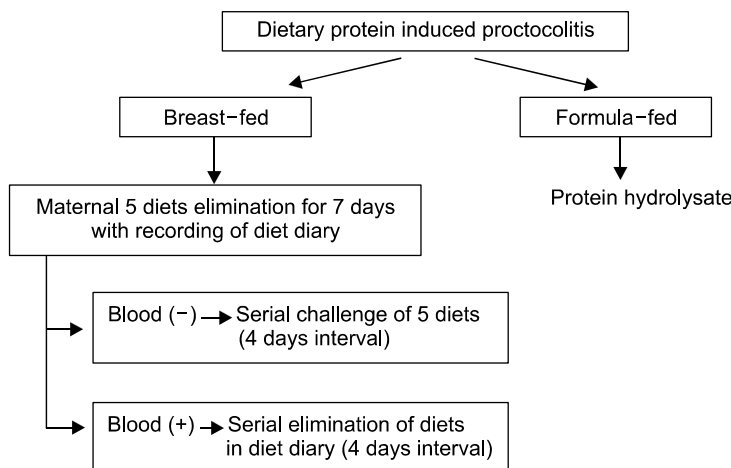 Dietary protein induced proctocolitis
Breast-fed
Formula-fed
Maternal 5 diets elimination for 7 days
with recording of diet diary
Protein hydrolysate
Blood (−) → Serial challenge of 5 diets
(4 days interval)
Blood (+) → Serial elimination of diets
in diet diary (4 days interval)